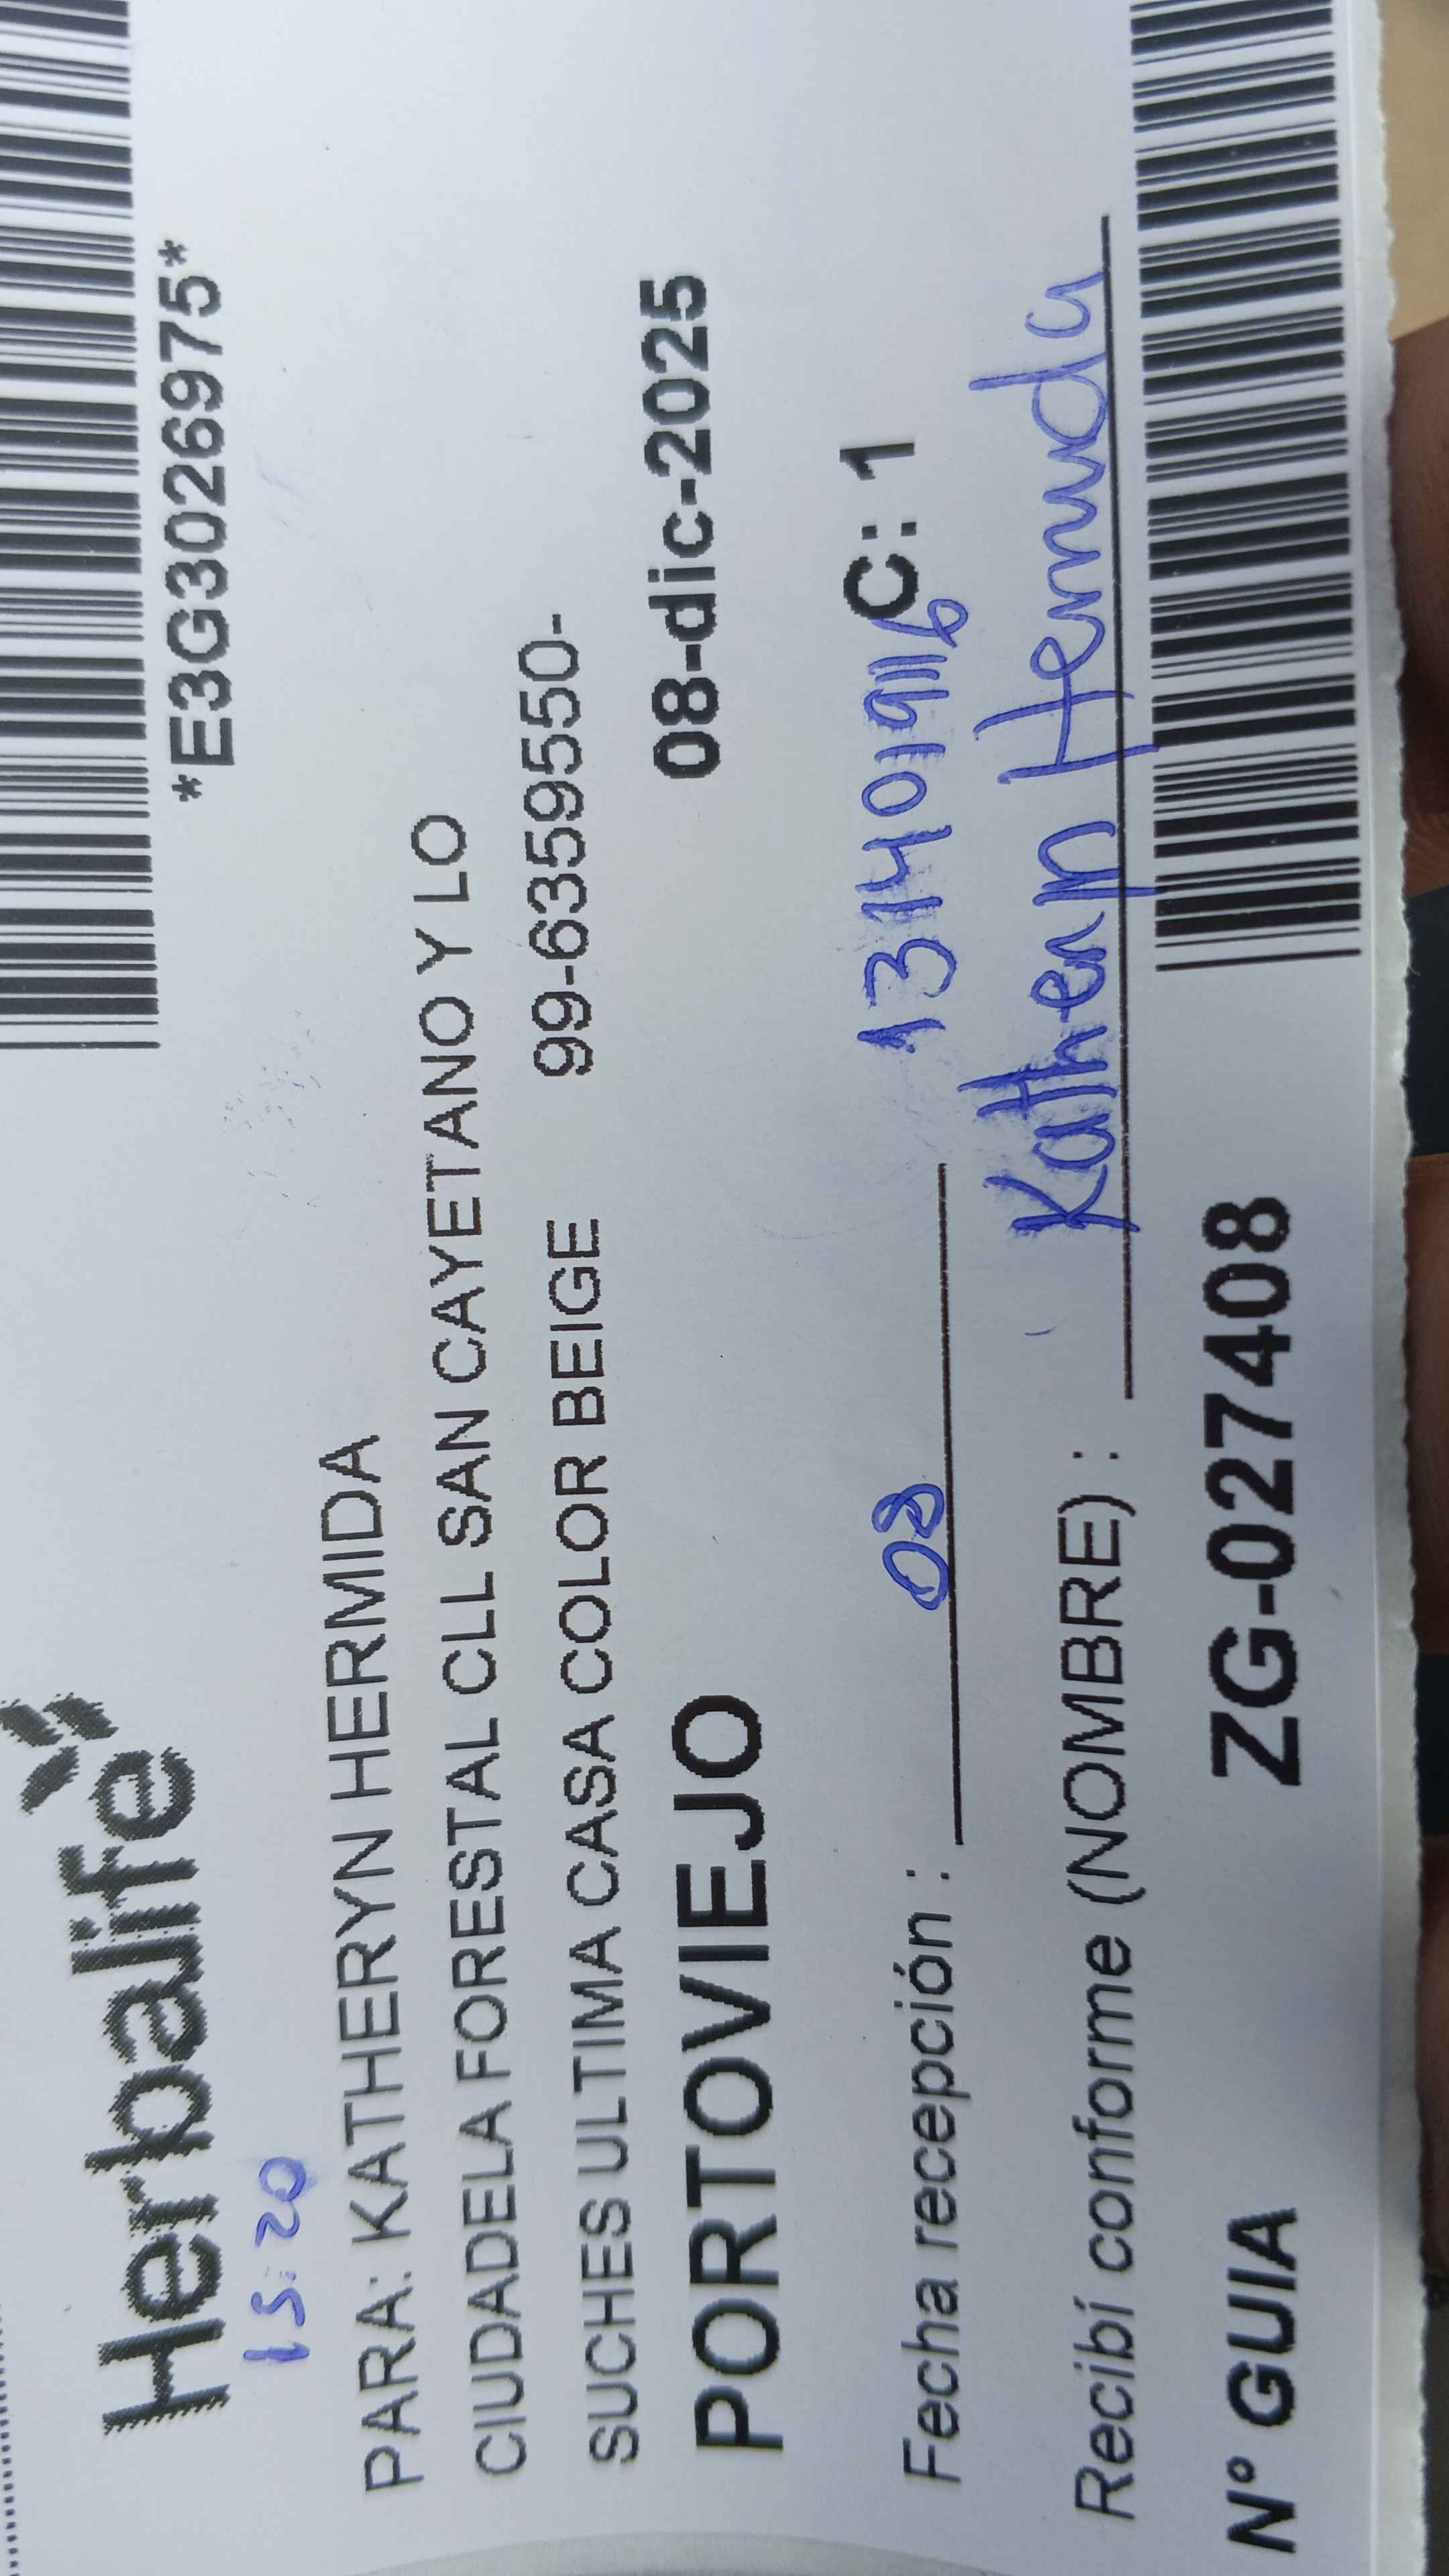 Herbalife
*E3G3026975*
15:20
PARA: KATHERYN HERMIDA
CIUDADELA FORESTAL CLL SAN CAYETANO Y LO
SUCHES ULTIMA CASA COLOR BEIGE 99-6359550-
PORTOVIEJO 08-dic-2025
Fecha recepción : 08 1314019116 C: 1
Recibí conforme (NOMBRE) : Katheryn Hermida
N° GUIA ZG-027408